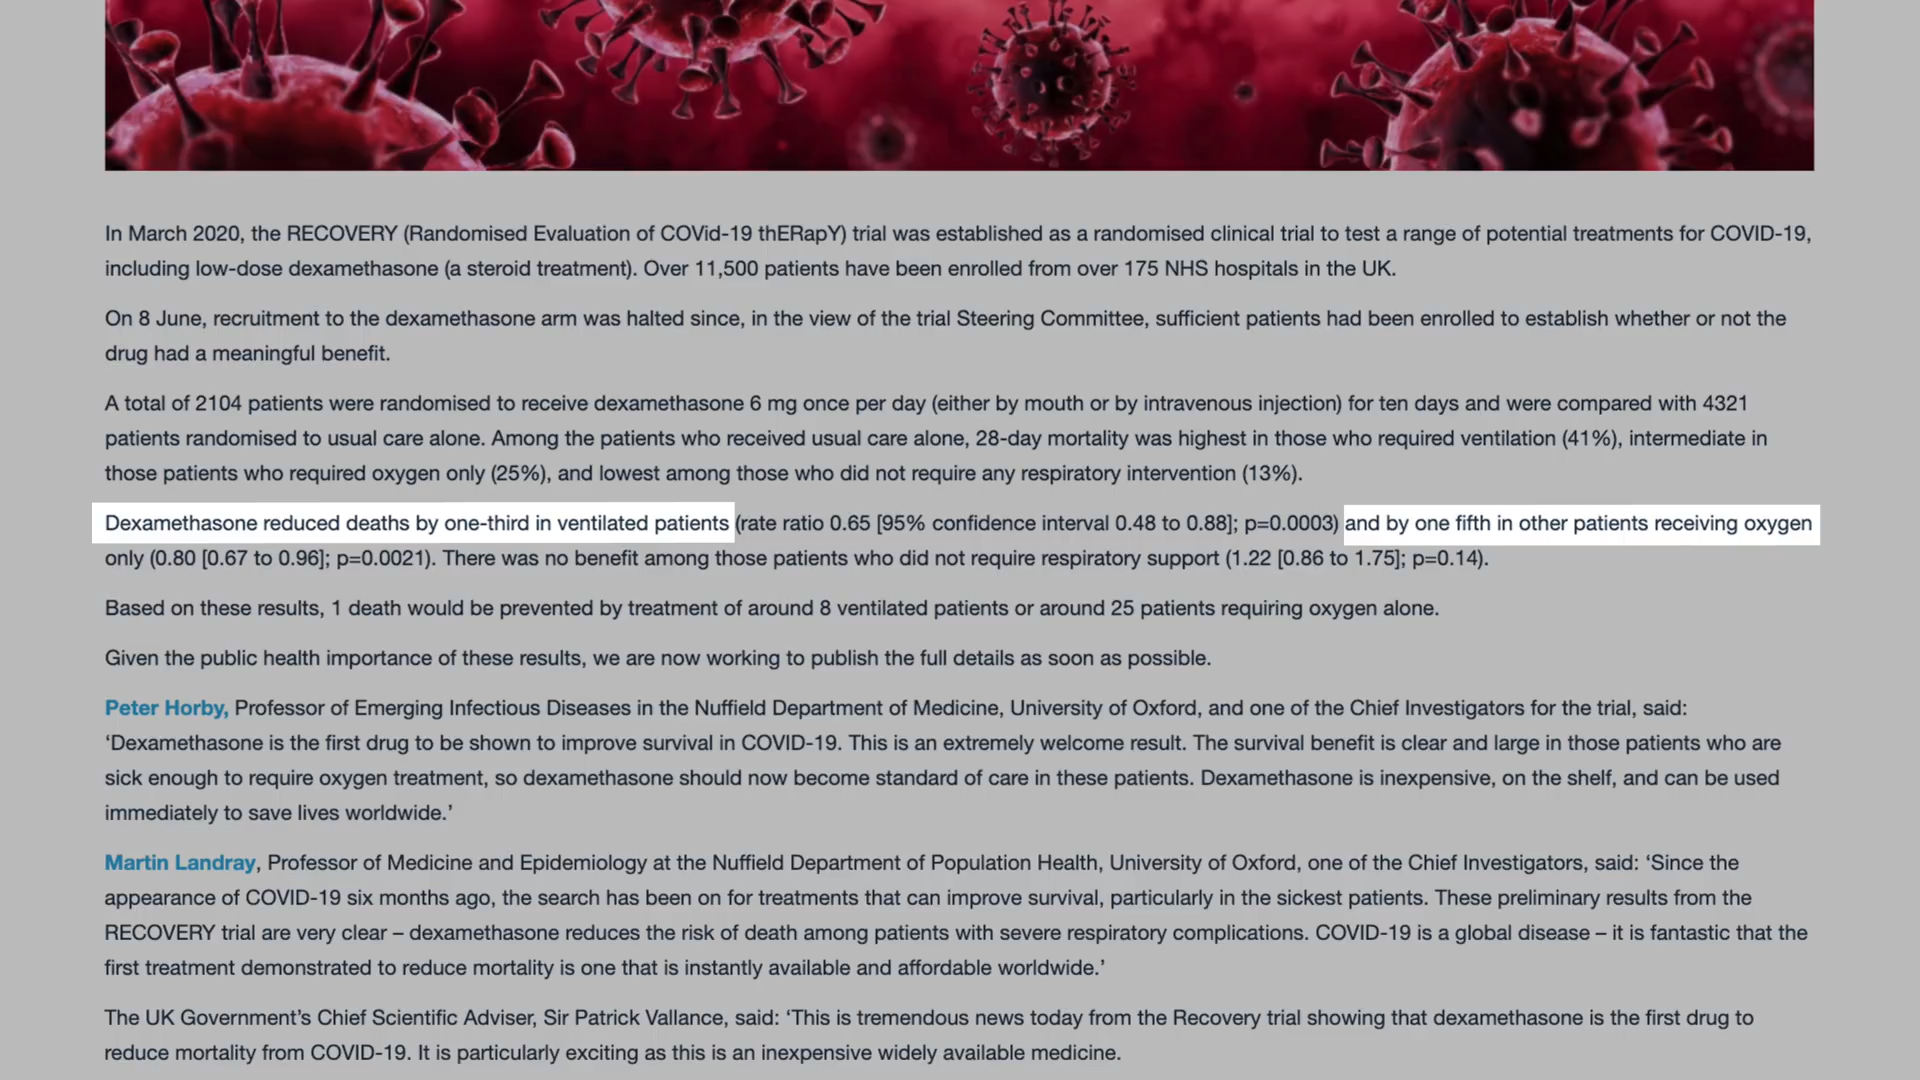 In March 2020, the RECOVERY (Randomised Evaluation of COVid-19 thERapY) trial was established as a randomised clinical trial to test a range of potential treatments for COVID-19,
including low-dose dexamethasone (a steroid treatment). Over 11,500 patients have been enrolled from over 175 NHS hospitals in the UK.
On 8 June, recruitment to the dexamethasone arm was halted since, in the view of the trial Steering Committee, sufficient patients had been enrolled to establish whether or not the
drug had a meaningful benefit.
A total of 2104 patients were randomised to receive dexamethasone 6 mg once per day (either by mouth or by intravenous injection) for ten days and were compared with 4321
patients randomised to usual care alone. Among the patients who received usual care alone, 28-day mortality was highest in those who required ventilation (41%), intermediate in
those patients who required oxygen only (25%), and lowest among those who did not require any respiratory intervention (13%).
Dexamethasone reduced deaths by one-third in ventilated patients (rate ratio 0.65 [95% confidence interval 0.48 to 0.88]; p=0.0003) and by one fifth in other patients receiving oxygen
only (0.80 [0.67 to 0.96]; p=0.0021). There was no benefit among those patients who did not require respiratory support (1.22 [0.86 to 1.75]; p=0.14).
Based on these results, 1 death would be prevented by treatment of around 8 ventilated patients or around 25 patients requiring oxygen alone.
Given the public health importance of these results, we are now working to publish the full details as soon as possible.
Peter Horby, Professor of Emerging Infectious Diseases in the Nuffield Department of Medicine, University of Oxford, and one of the Chief Investigators for the trial, said:
‘Dexamethasone is the first drug to be shown to improve survival in COVID-19. This is an extremely welcome result. The survival benefit is clear and large in those patients who are
sick enough to require oxygen treatment, so dexamethasone should now become standard of care in these patients. Dexamethasone is inexpensive, on the shelf, and can be used
immediately to save lives worldwide.’
Martin Landray, Professor of Medicine and Epidemiology at the Nuffield Department of Population Health, University of Oxford, one of the Chief Investigators, said: ‘Since the
appearance of COVID-19 six months ago, the search has been on for treatments that can improve survival, particularly in the sickest patients. These preliminary results from the
RECOVERY trial are very clear – dexamethasone reduces the risk of death among patients with severe respiratory complications. COVID-19 is a global disease – it is fantastic that the
first treatment demonstrated to reduce mortality is one that is instantly available and affordable worldwide.’
The UK Government’s Chief Scientific Adviser, Sir Patrick Vallance, said: ‘This is tremendous news today from the Recovery trial showing that dexamethasone is the first drug to
reduce mortality from COVID-19. It is particularly exciting as this is an inexpensive widely available medicine.